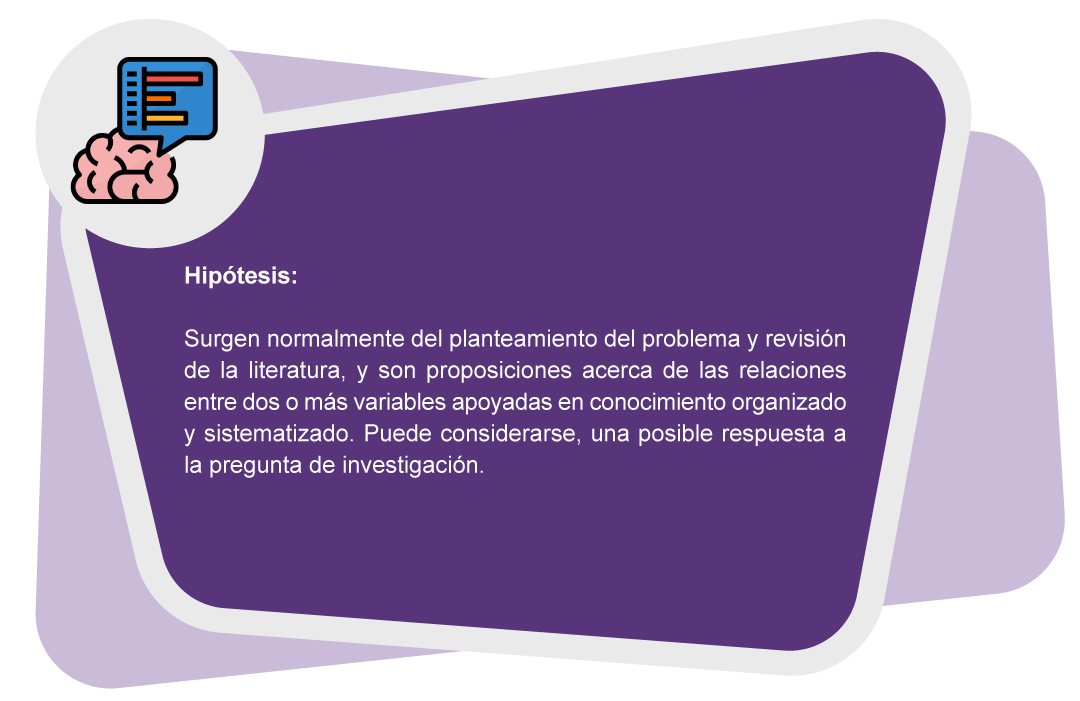 Hipótesis:
Surgen normalmente del planteamiento del problema y revisión
de la literatura, y son proposiciones acerca de las relaciones
entre dos o más variables apoyadas en conocimiento organizado
y sistematizado. Puede considerarse, una posible respuesta a
la pregunta de investigación.